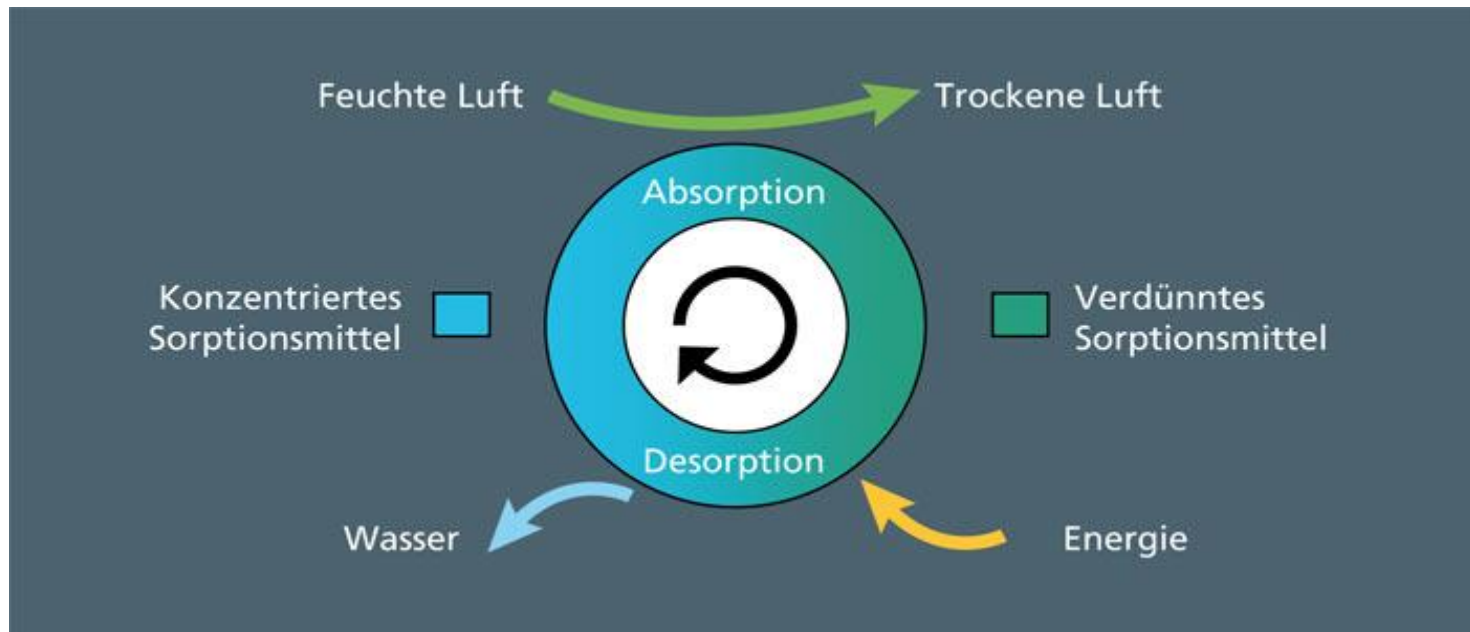 Feuchte Luft
Trockene Luft
Absorption
Konzentriertes
Sorptionsmittel
Verdünntes
Sorptionsmittel
Desorption
Wasser
Energie